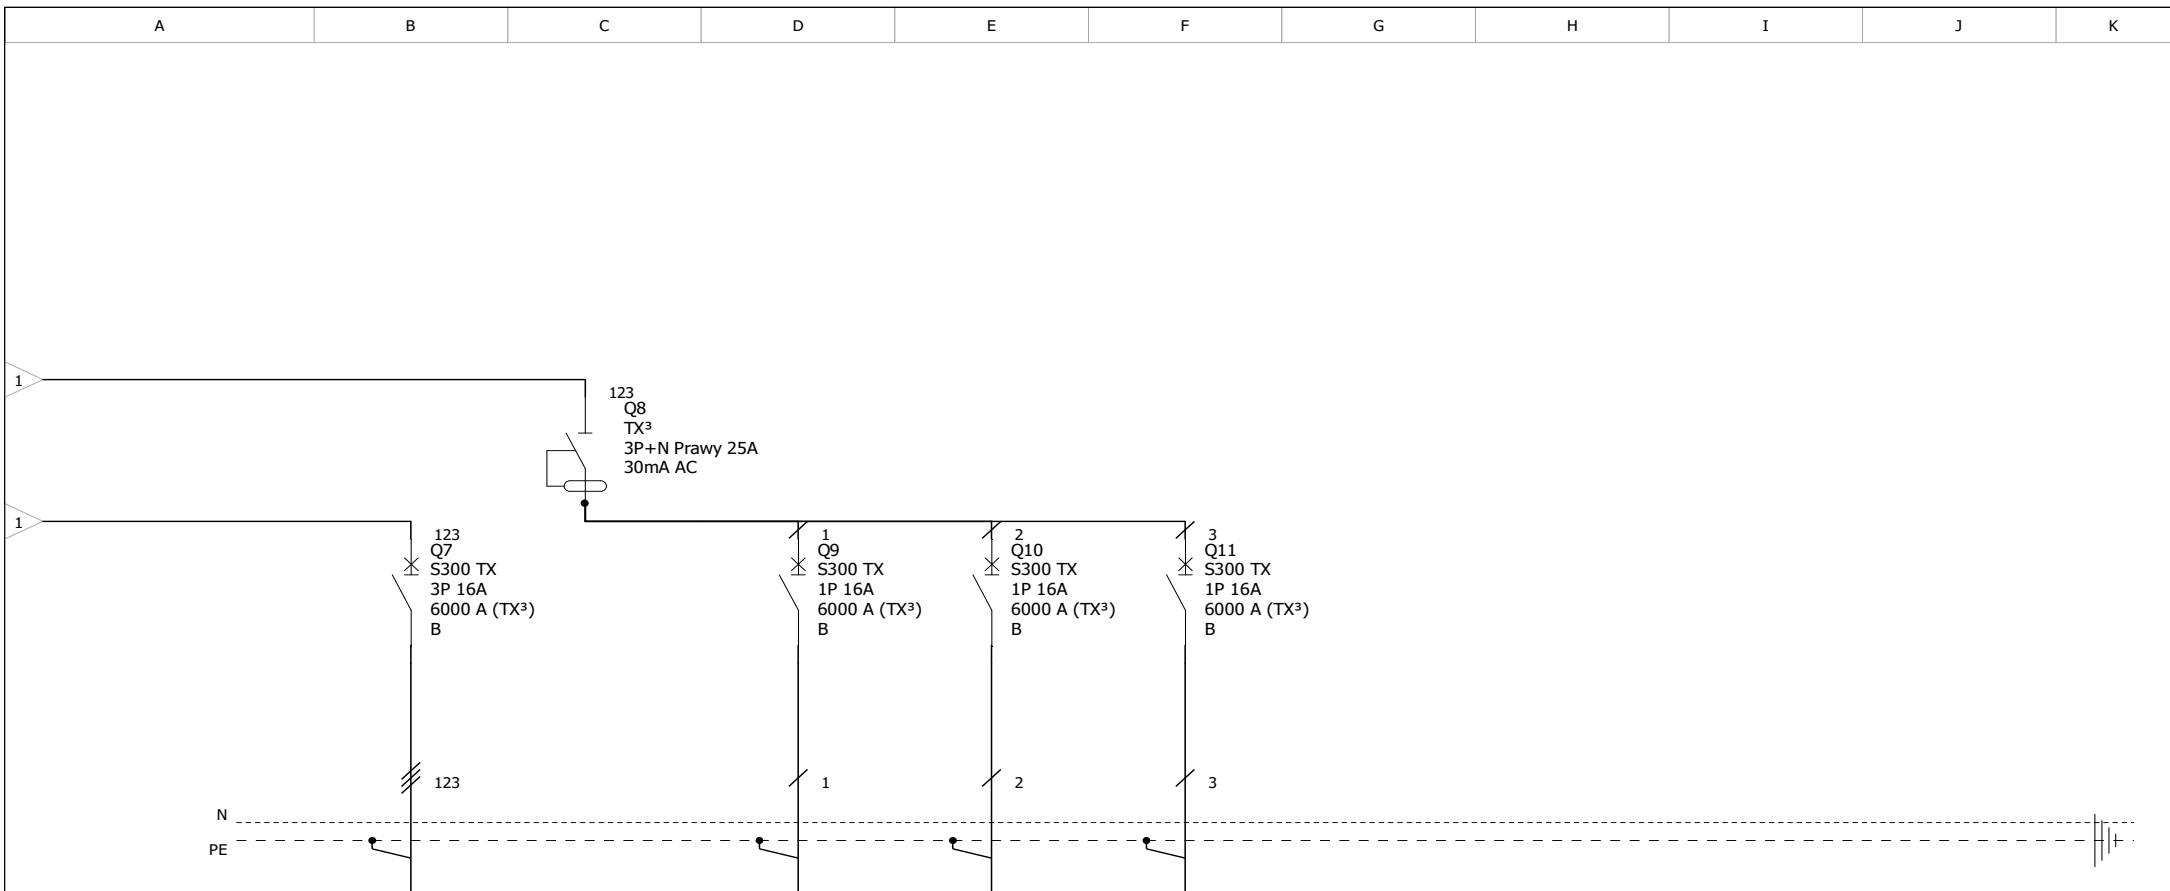 A B C D E F G H I J K
1
123
Q8
TX³
3P+N Prawy 25A
30mA AC
1
123
Q7
S300 TX
3P 16A
6000 A (TX³)
B
1
Q9
S300 TX
1P 16A
6000 A (TX³)
B
2
Q10
S300 TX
1P 16A
6000 A (TX³)
B
3
Q11
S300 TX
1P 16A
6000 A (TX³)
B
123
1
2
3
N
PE